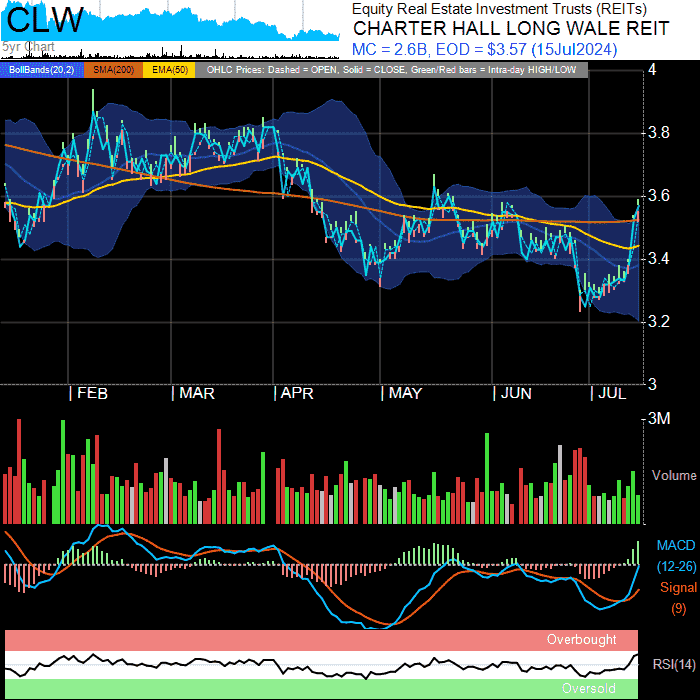 CLW
5yr Chart
Equity Real Estate Investment Trusts (REITs)
CHARTER HALL LONG WALE REIT
MC = 2.6B, EOD = $3.57 (15Jul2024)
BollBands(20,2) SMA(200) EMA(50) OHLC Prices: Dashed = OPEN, Solid = CLOSE, Green/Red bars = Intra-day HIGH/LOW
4
3.8
3.6
3.4
3.2
3
FEB MAR APR MAY JUN JUL
3M
Volume
MACD
(12-26)
Signal
(9)
Overbought
RSI(14)
Oversold